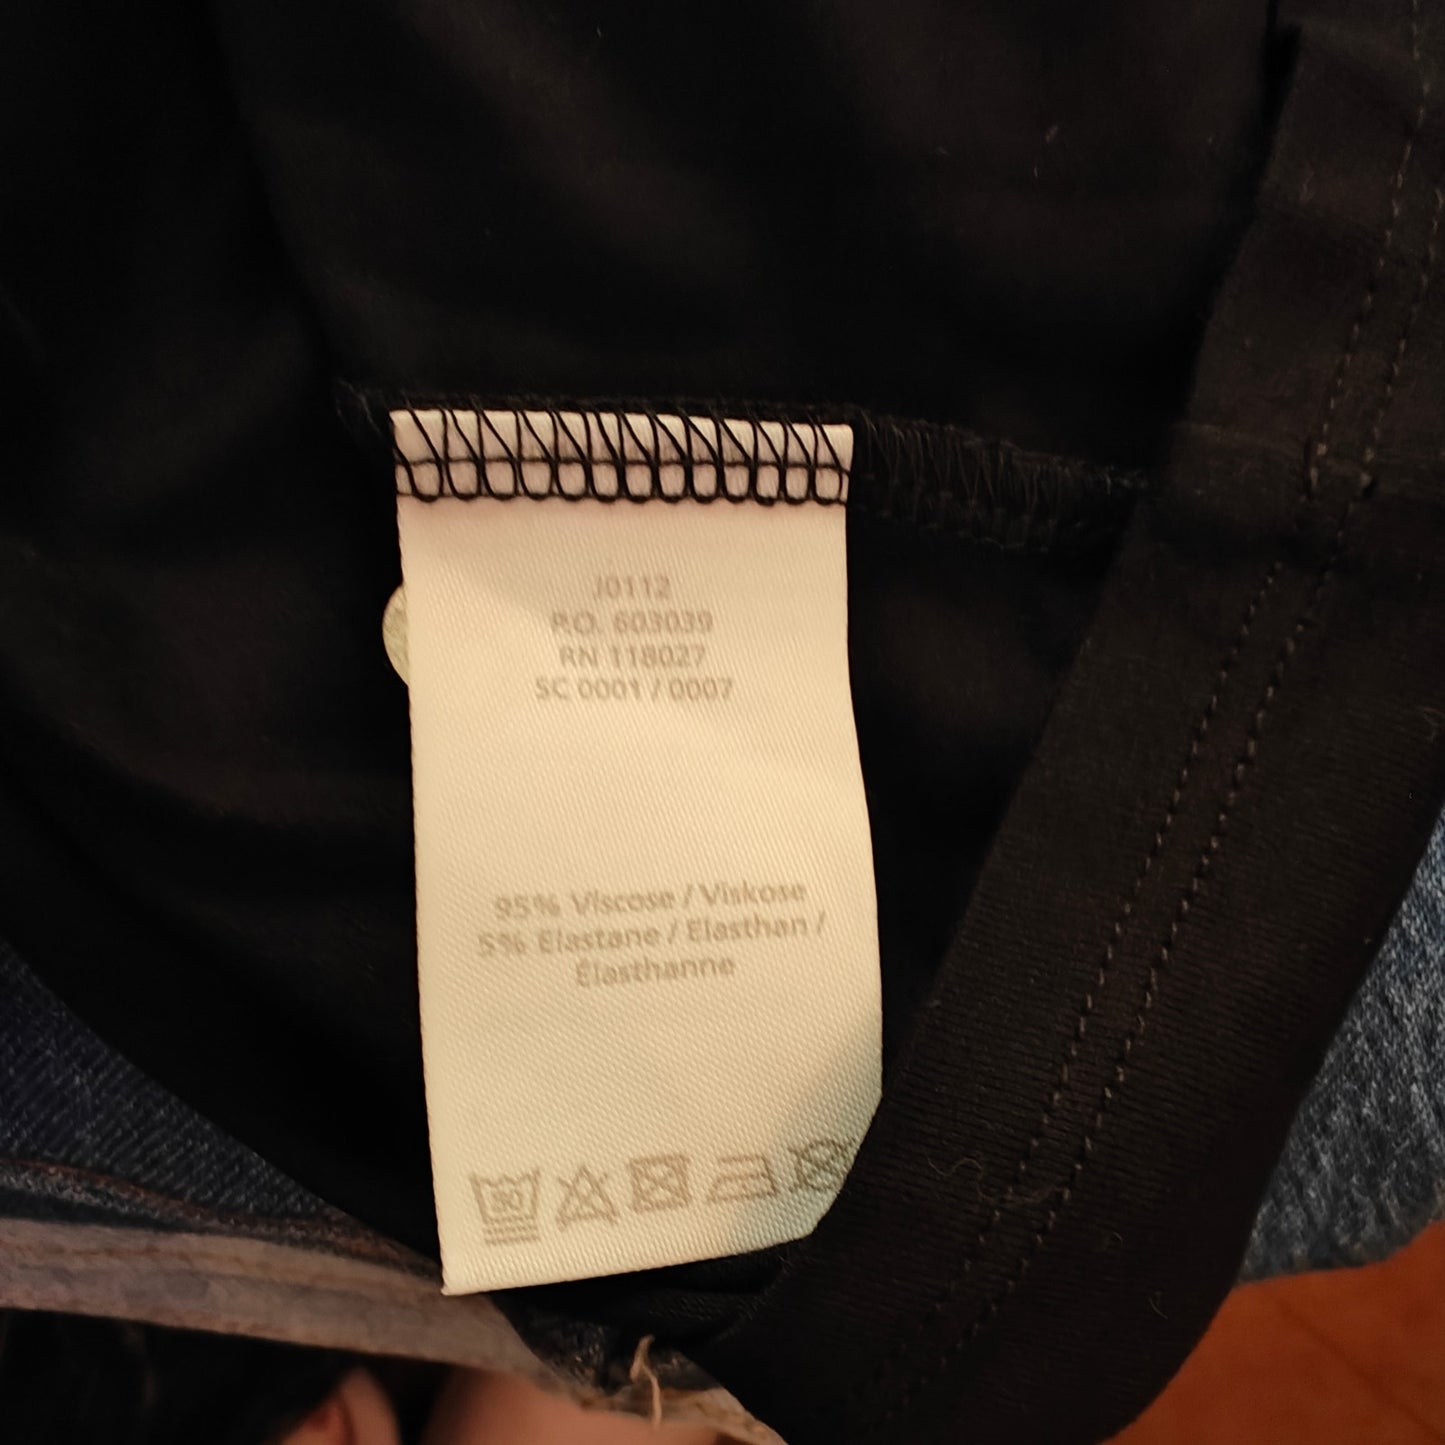 J0112
P.O. 603039
RN 118027
SC 0001 / 0007
95% Viscose / Viskose
5% Elastane / Elasthan /
Élasthanne